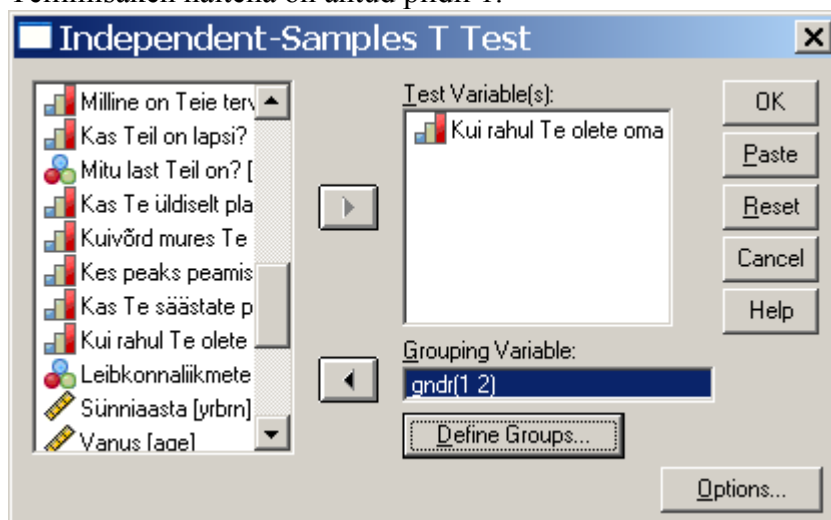 Independent-Samples T Test
Milline on Teie terv
Kas Teil on lapsi?
Mitu last Teil on? [
Kas Te üldiselt pla
Kuivõrd mures Te
Kes peaks peamis
Kas Te säästate p
Kui rahul Te olete
Leibkonnaliikmete
Sünniaasta [yrbrn]
Vanus [age]
Test Variable(s):
Kui rahul Te olete oma
Grouping Variable:
gndr(1 2)
Define Groups...
OK
Paste
Reset
Cancel
Help
Options...